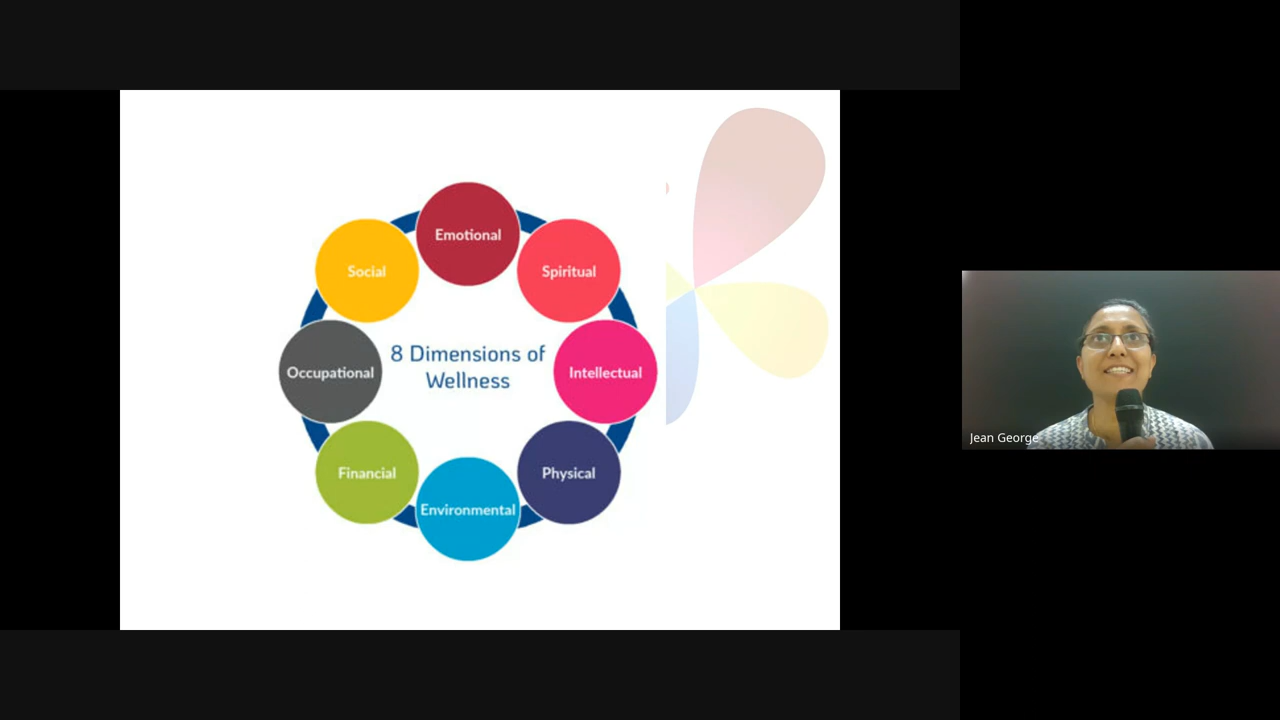 Emotional
Social
Spiritual
8 Dimensions of
Wellness
Occupational
Intellectual
Financial
Physical
Environmental
Jean George